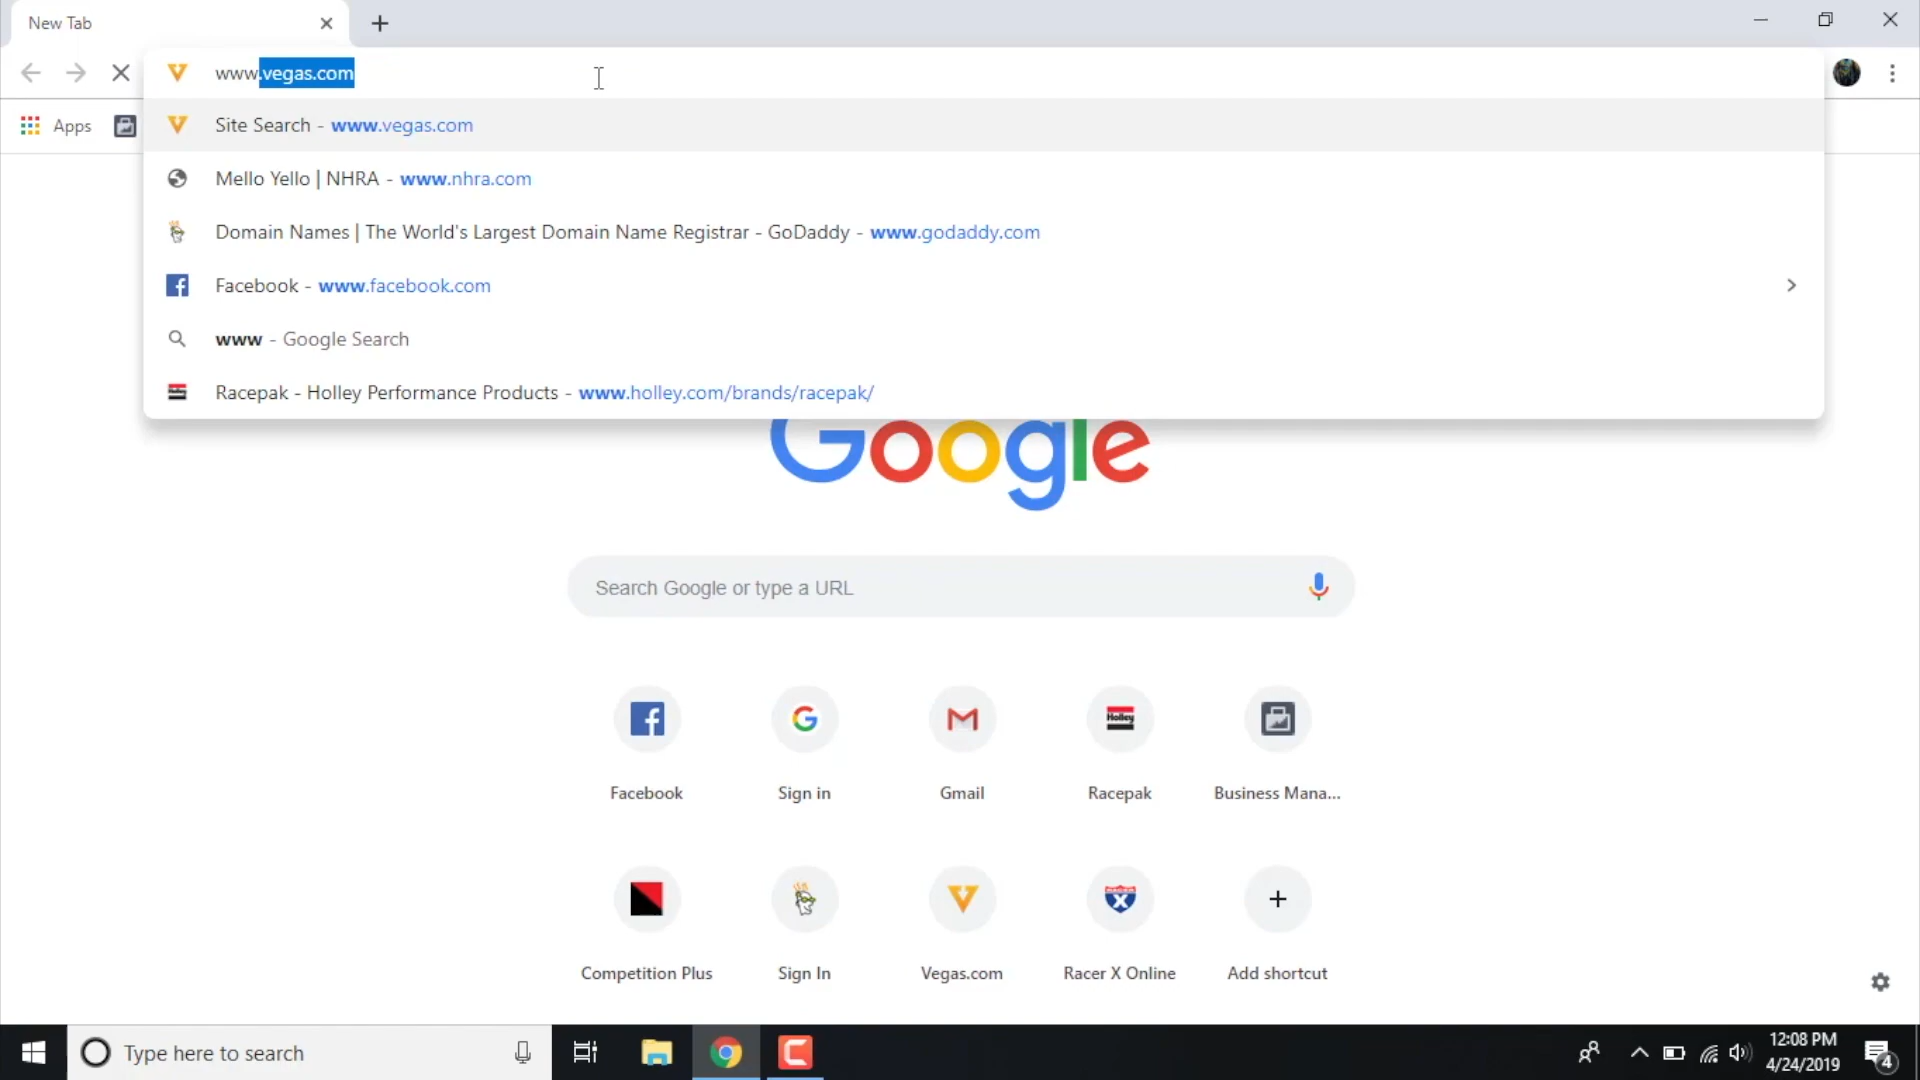 New Tab
www.vegas.com
Apps
Site Search - www.vegas.com
Mello Yello | NHRA - www.nhra.com
Domain Names | The World's Largest Domain Name Registrar - GoDaddy - www.godaddy.com
Facebook - www.facebook.com
www - Google Search
Racepak - Holley Performance Products - www.holley.com/brands/racepak/
Google
Search Google or type a URL
Holley
Facebook Sign in Gmail Racepak Business Mana...
RACER X
Competition Plus Sign In Vegas.com Racer X Online Add shortcut
Type here to search
12:08 PM
4/24/2019
4